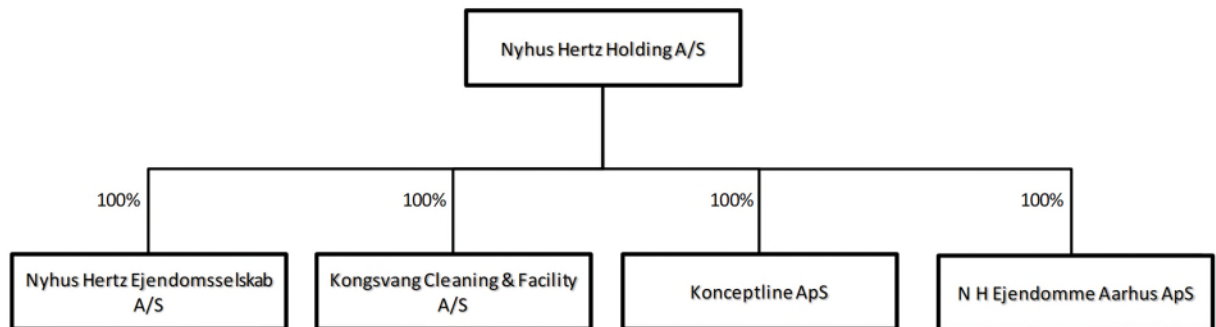 Nyhus Hertz Holding A/S
100%
100%
100%
100%
Nyhus Hertz Ejendomsselskab
A/S
Kongsvang Cleaning & Facility
A/S
Konceptline ApS
N H Ejendomme Aarhus ApS